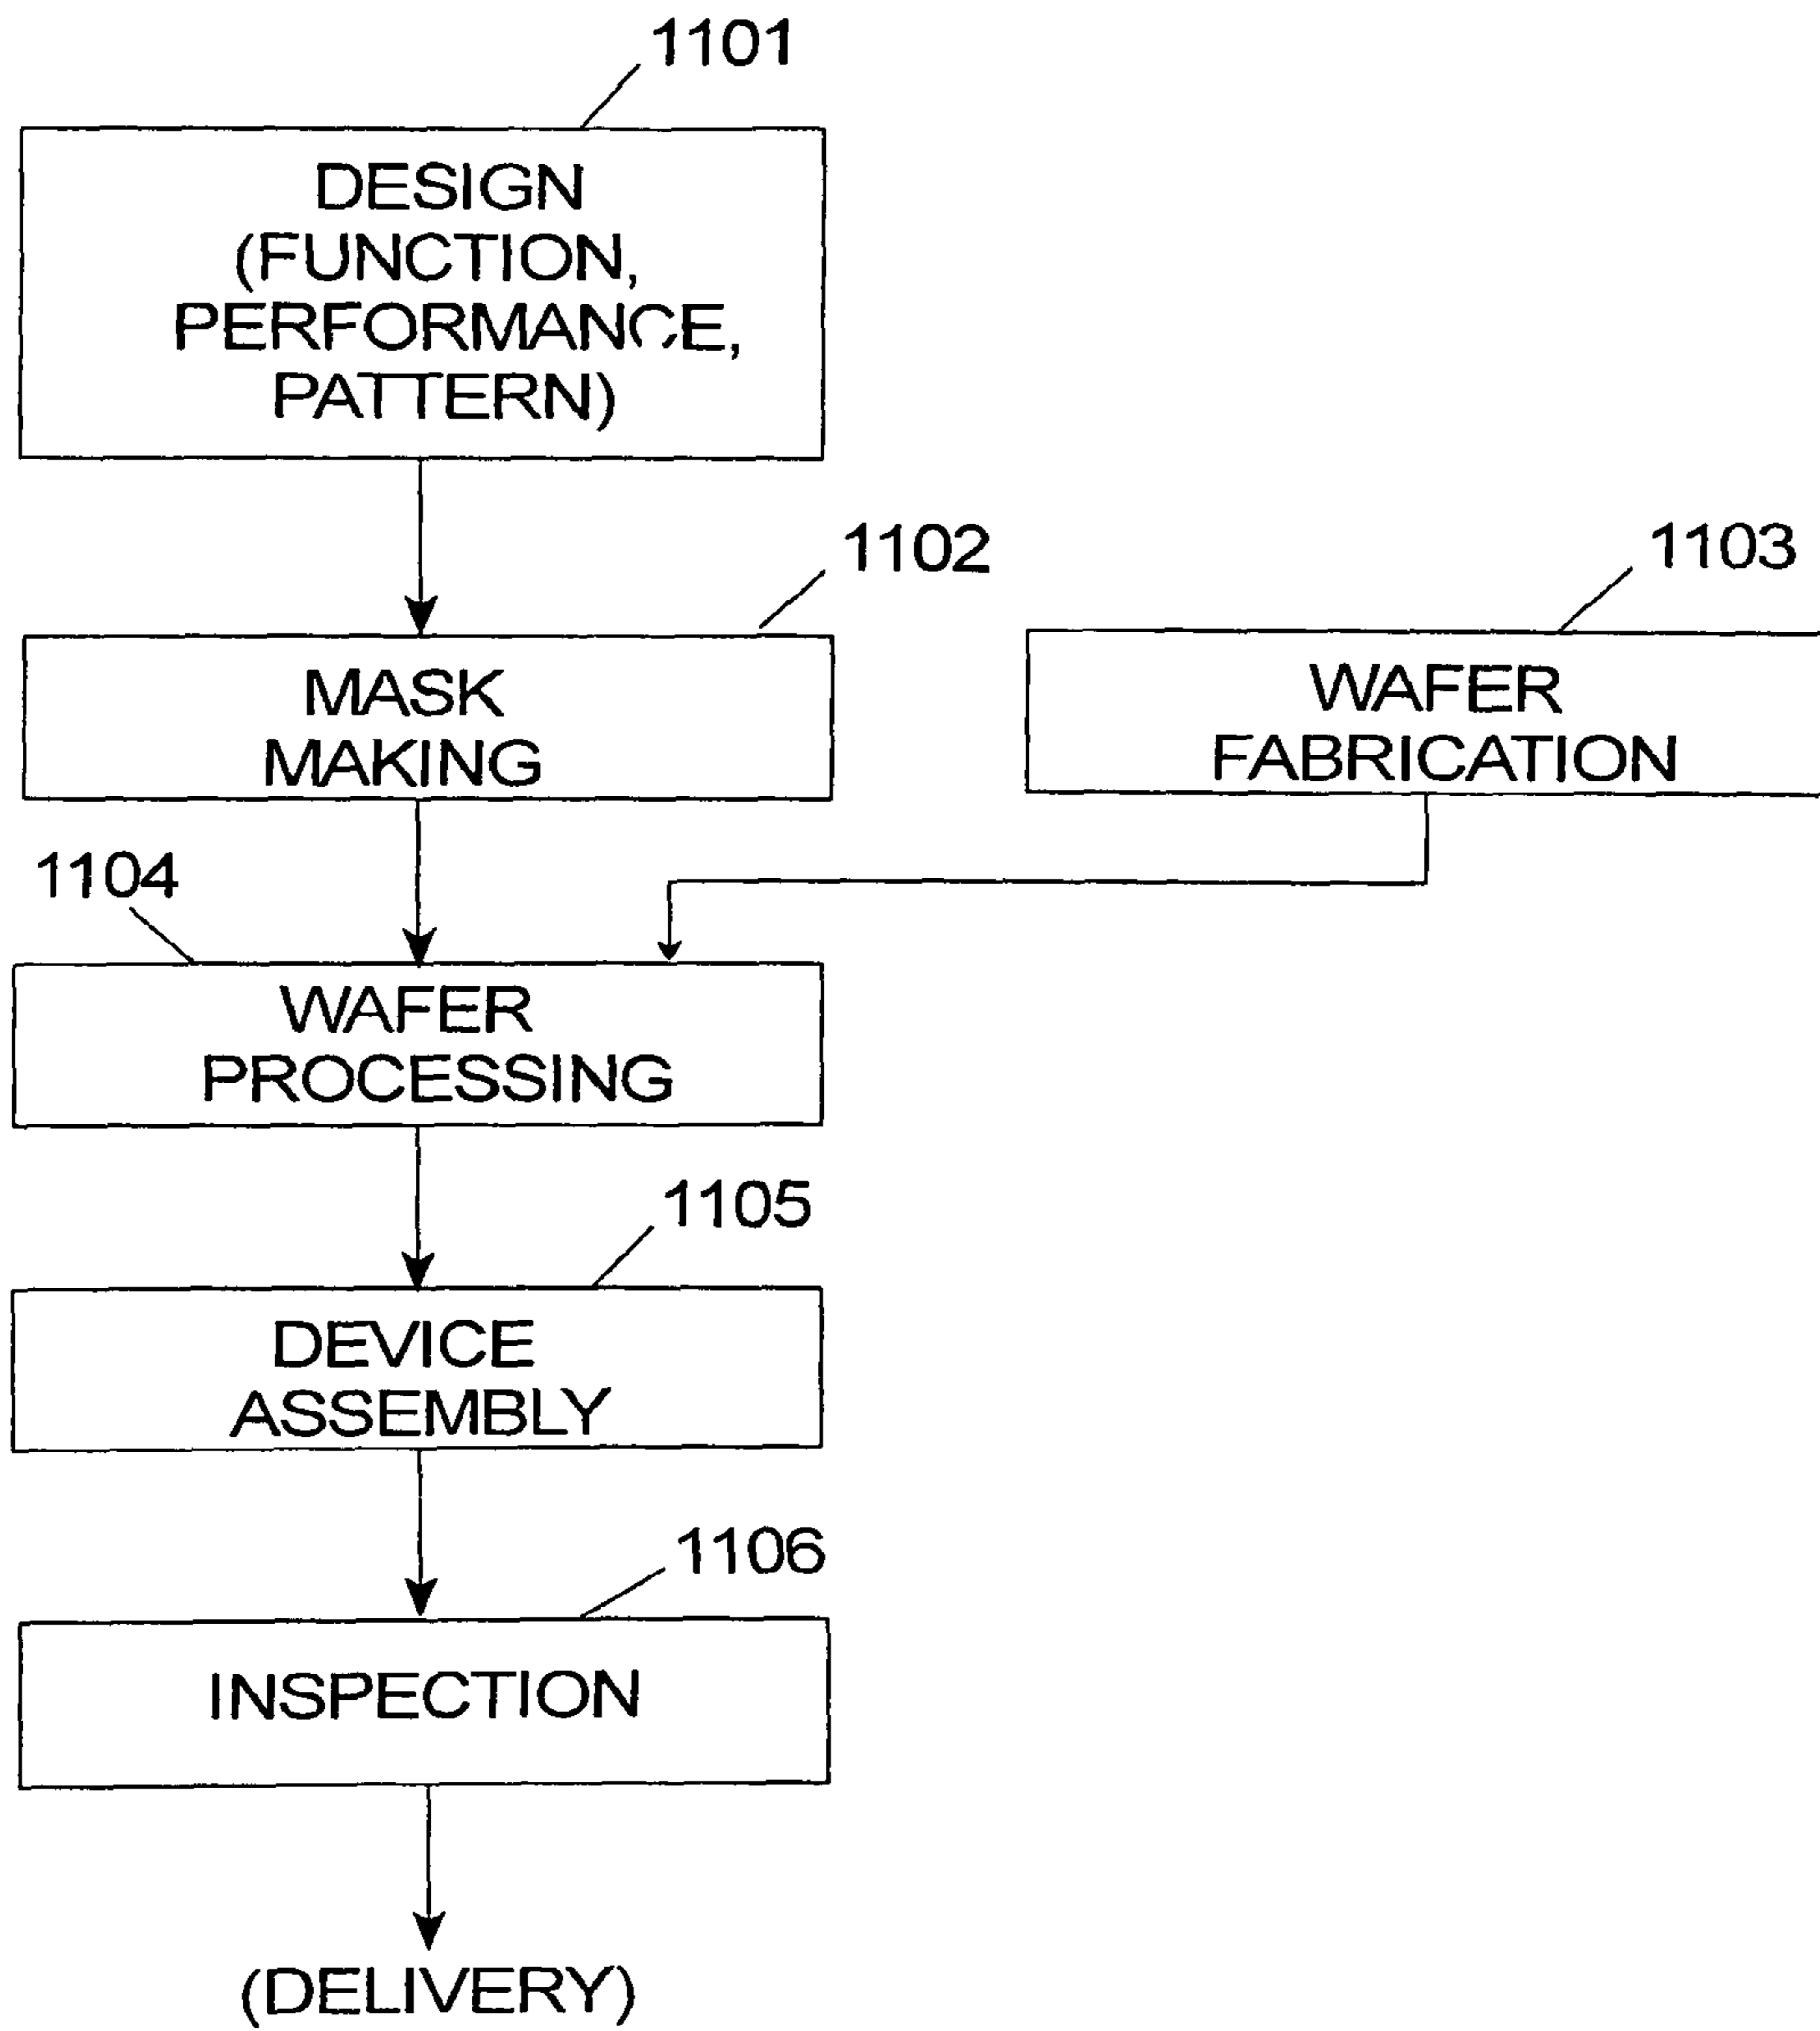 1101
DESIGN
(FUNCTION,
PERFORMANCE,
PATTERN)
1102
MASK
MAKING
1103
WAFER
FABRICATION
1104
WAFER
PROCESSING
1105
DEVICE
ASSEMBLY
1106
INSPECTION
(DELIVERY)